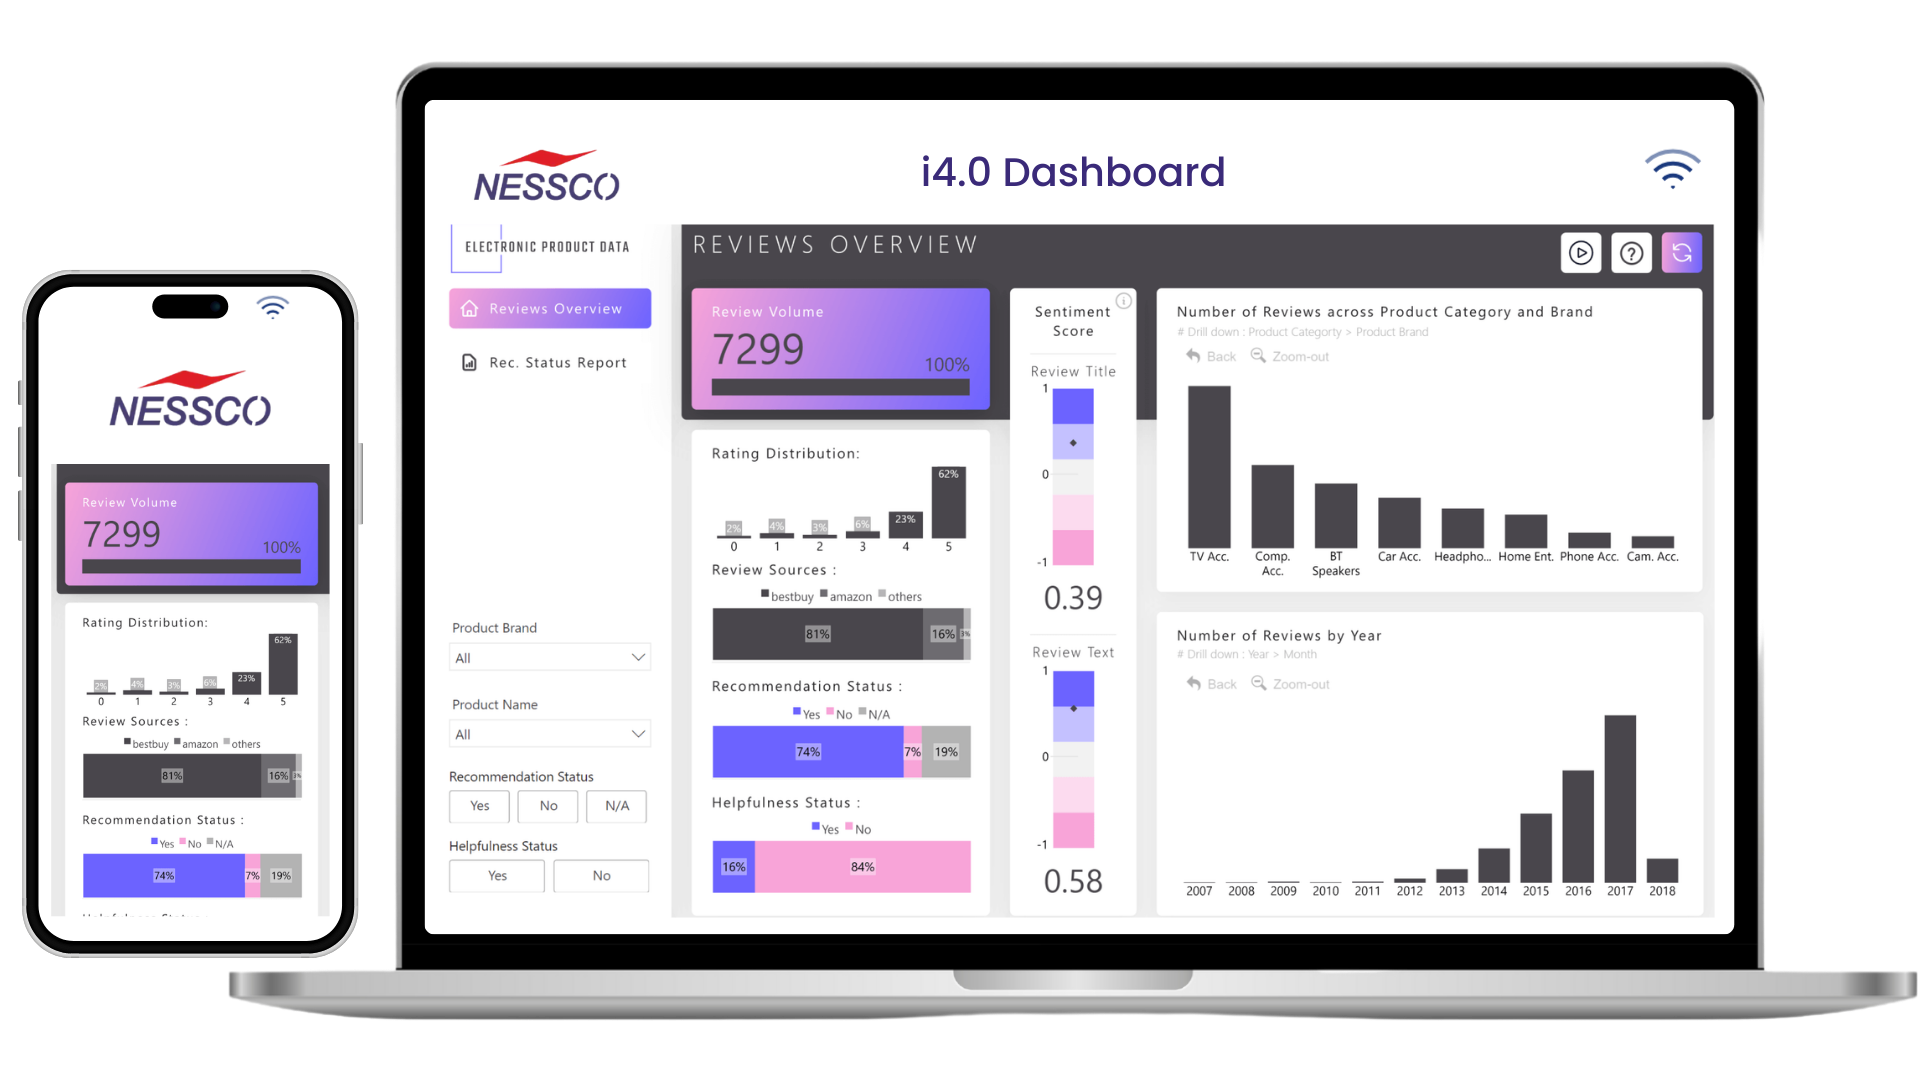 NESSCO
Review Volume
7299
100%
Rating Distribution:
62%
23%
2%
4%
3%
6%
0 1 2 3 4 5
Review Sources :
bestbuy amazon others
81% 16% 3%
Recommendation Status :
Yes No N/A
74% 7% 19%
NESSCO
i4.0 Dashboard
ELECTRONIC PRODUCT DATA
Reviews Overview
Rec. Status Report
Product Brand
All
Product Name
All
Recommendation Status
Yes No N/A
Helpfulness Status
Yes No
REVIEWS OVERVIEW
Review Volume
7299
100%
Rating Distribution:
62%
23%
2% 4% 3% 6%
0 1 2 3 4 5
Review Sources :
bestbuy amazon others
81% 16% 3%
Recommendation Status :
Yes No N/A
74% 7% 19%
Helpfulness Status :
Yes No
16% 84%
Sentiment
Score
Review Title
1
0
-1
0.39
Review Text
1
0
-1
0.58
Number of Reviews across Product Category and Brand
# Drill down : Product Categorty > Product Brand
Back Zoom-out
TV Acc. Comp. Acc. BT Speakers Car Acc. Headpho... Home Ent. Phone Acc. Cam. Acc.
Number of Reviews by Year
# Drill down : Year > Month
Back Zoom-out
2007 2008 2009 2010 2011 2012 2013 2014 2015 2016 2017 2018